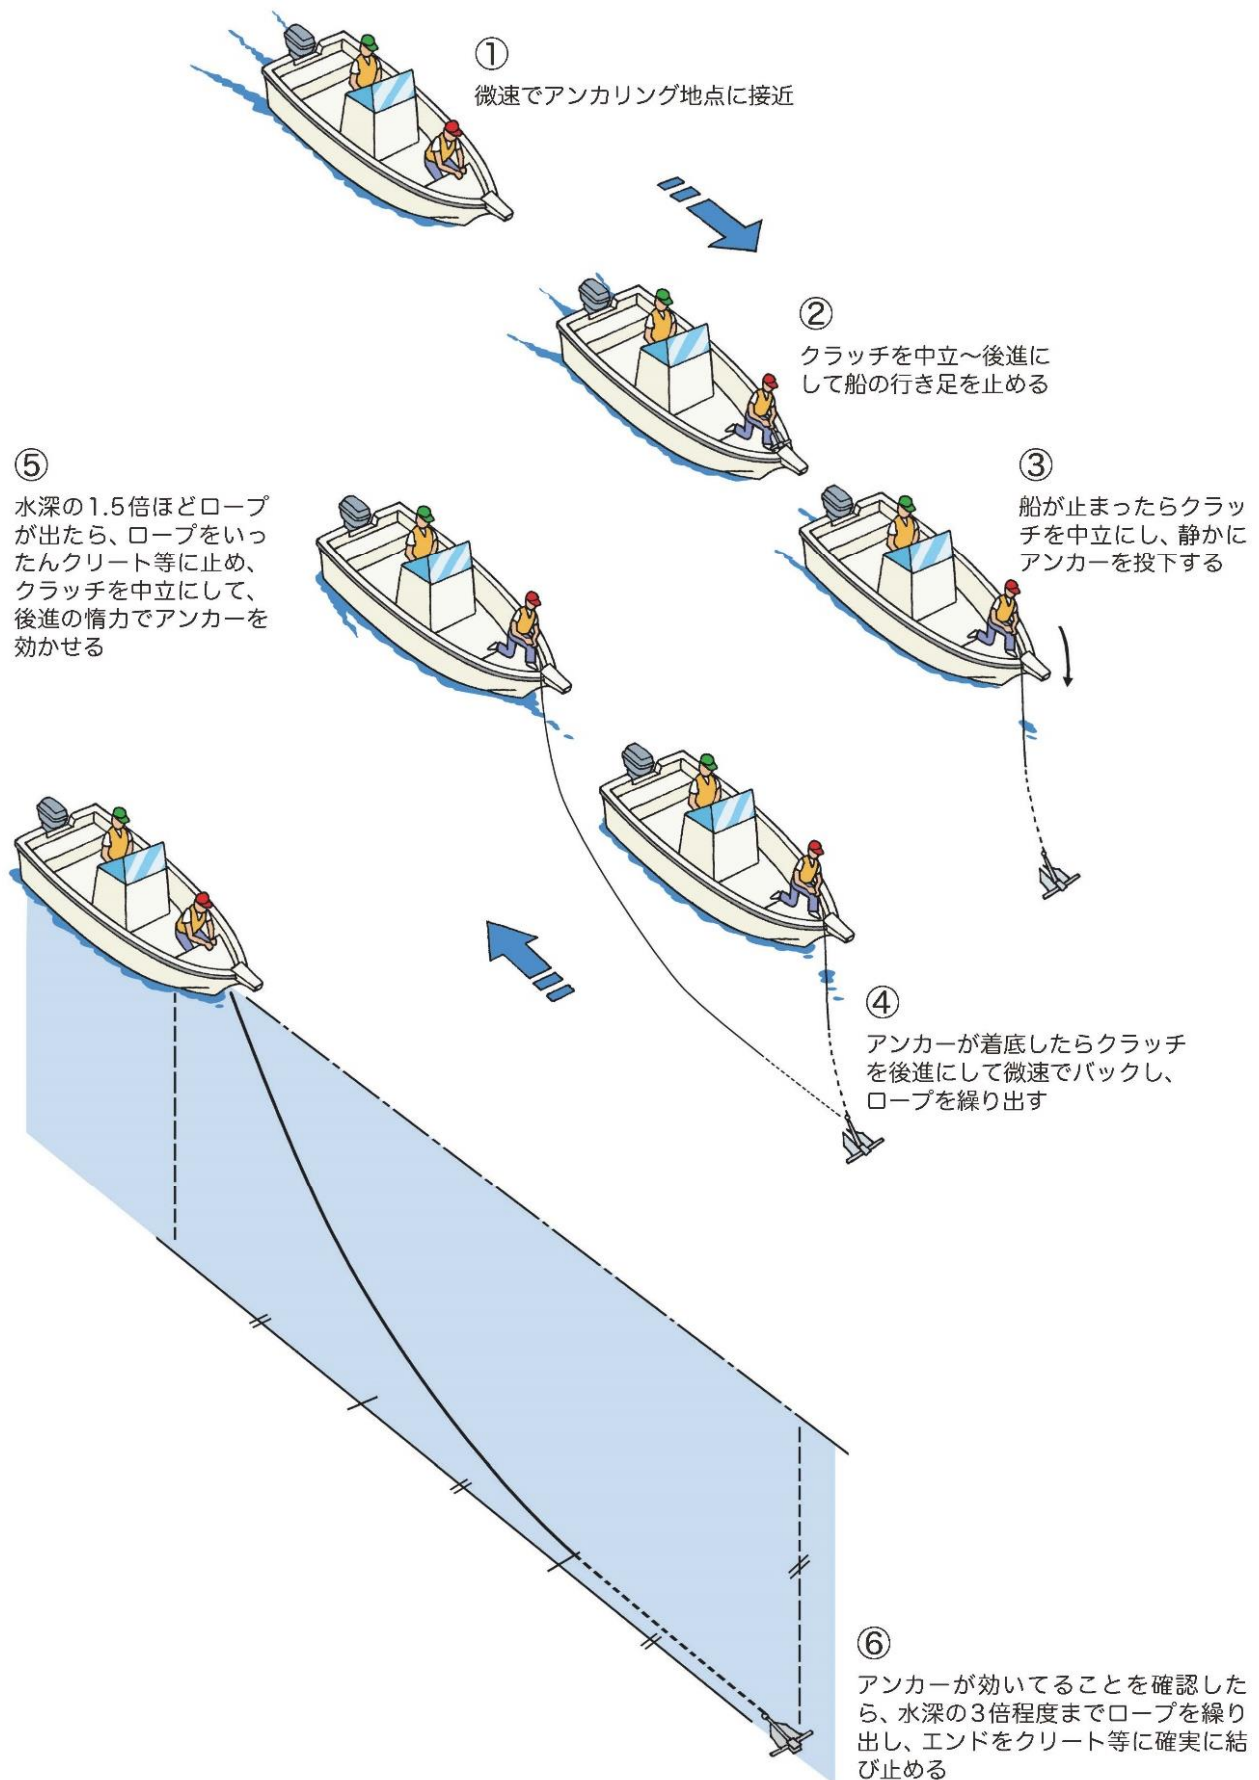 ①
微速でアンカリング地点に接近
②
クラッチを中立〜後進に
して船の行き足を止める
③
船が止まったらクラッ
チを中立にし、静かに
アンカーを投下する
④
アンカーが着底したらクラッチ
を後進にして微速でバックし、
ロープを繰り出す
⑤
水深の1.5倍ほどロープ
が出たら、ロープをいっ
たんクリート等に止め、
クラッチを中立にして、
後進の惰力でアンカーを
効かせる
⑥
アンカーが効いてることを確認した
ら、水深の3倍程度までロープを繰り
出し、エンドをクリート等に確実に結
び止める